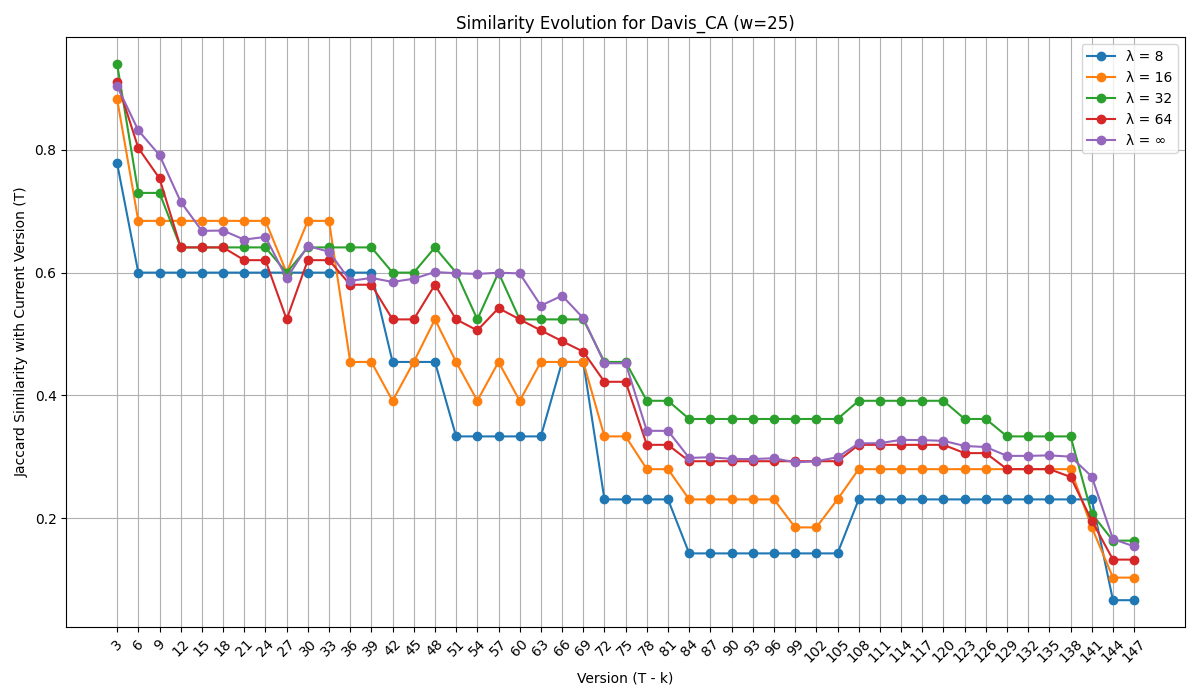 Similarity Evolution for Davis_CA (w=25)
λ = 8
λ = 16
λ = 32
λ = 64
λ = ∞
Jaccard Similarity with Current Version (T)
0.8
0.6
0.4
0.2
3 6 9 12 15 18 21 24 27 30 33 36 39 42 45 48 51 54 57 60 63 66 69 72 75 78 81 84 87 90 93 96 99 102 105 108 111 114 117 120 123 126 129 132 135 138 141 144 147
Version (T - k)